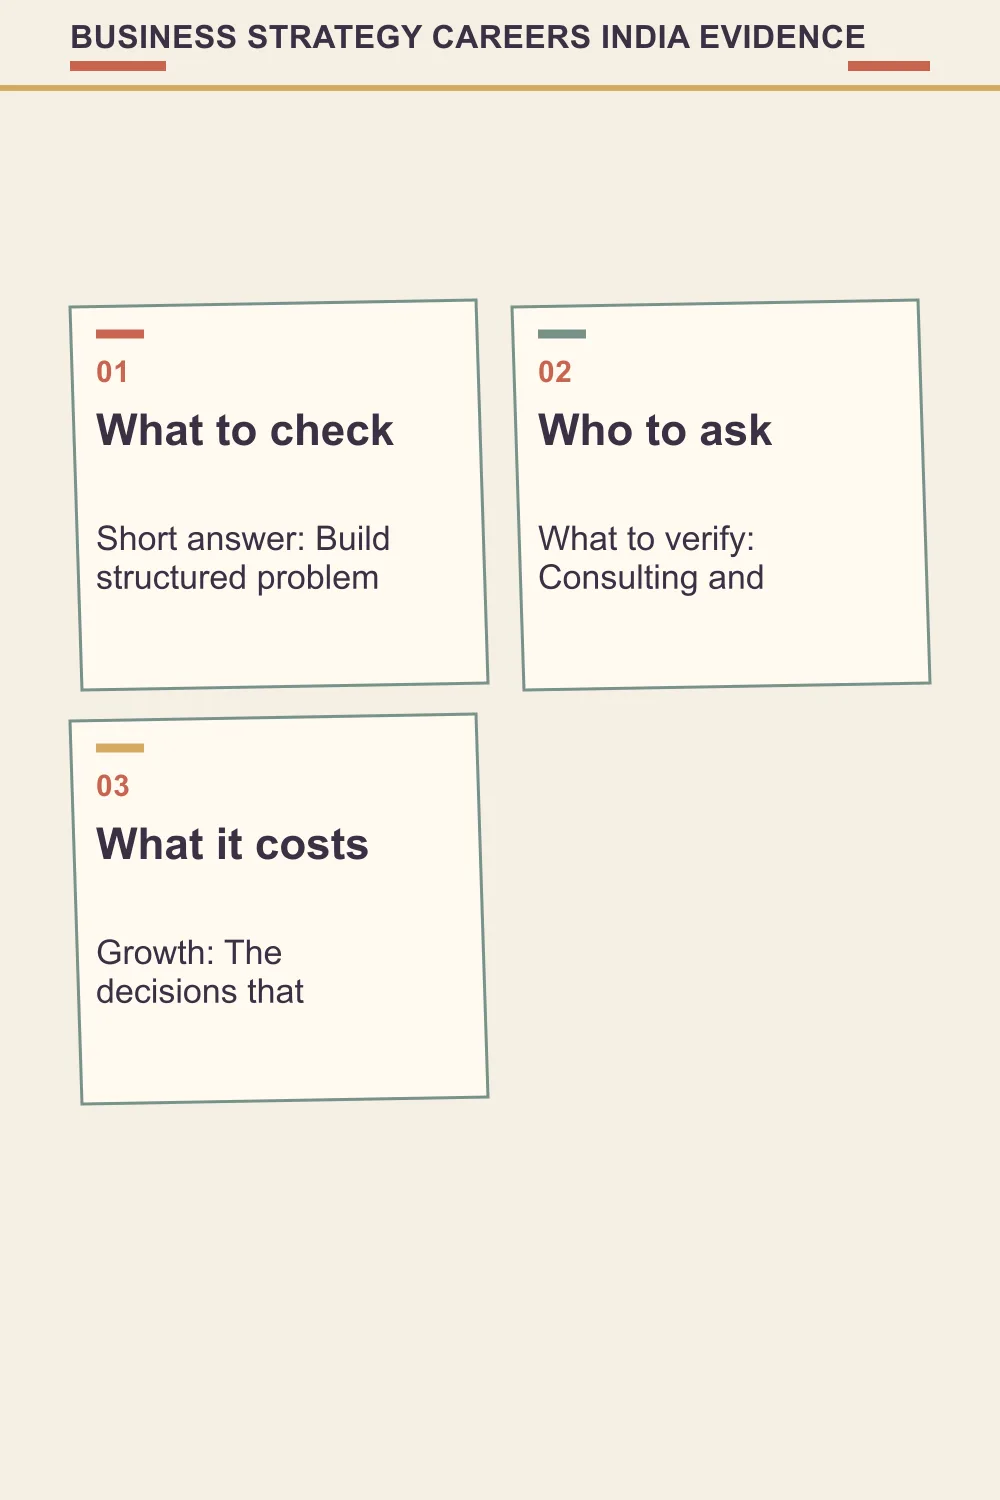 BUSINESS STRATEGY CAREERS INDIA EVIDENCE
01
What to check
Short answer: Build
structured problem
02
Who to ask
What to verify:
Consulting and
03
What it costs
Growth: The
decisions that